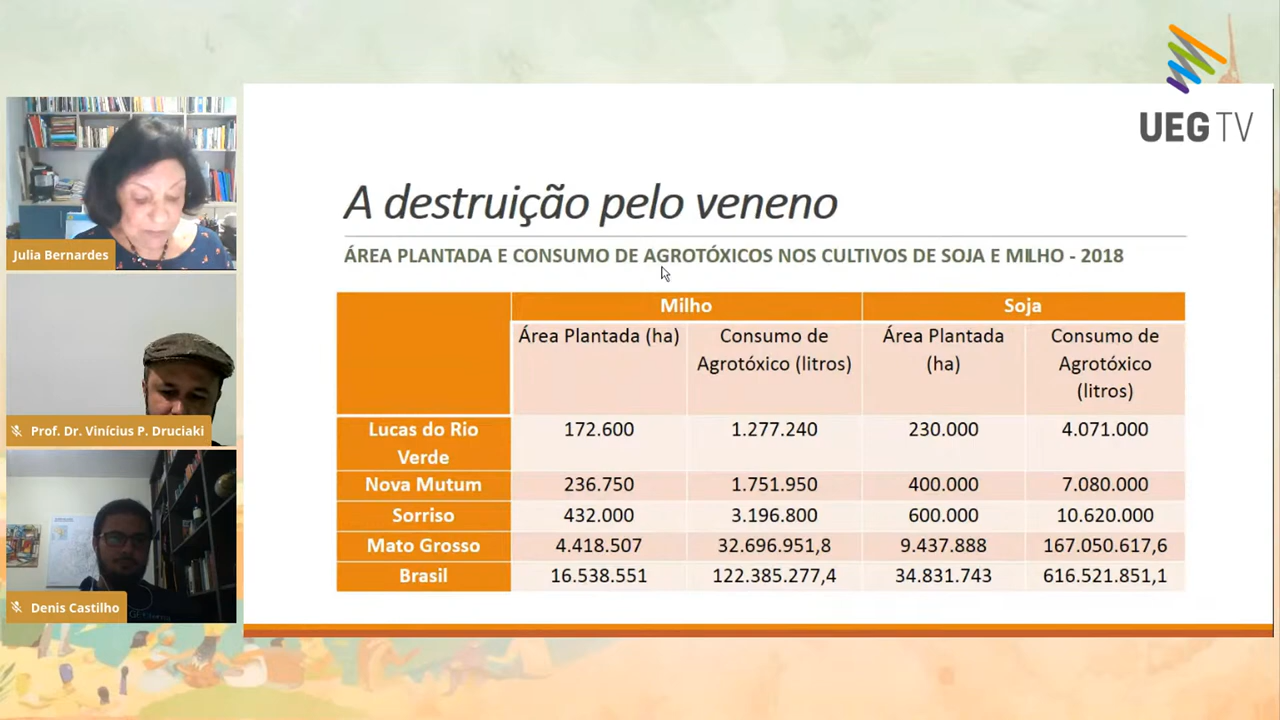 UEG TV
A destruição pelo veneno
ÁREA PLANTADA E CONSUMO DE AGROTÓXICOS NOS CULTIVOS DE SOJA E MILHO - 2018
Milho Soja
Área Plantada (ha) Consumo de Agrotóxico (litros) Área Plantada (ha) Consumo de Agrotóxico (litros)
Lucas do Rio Verde 172.600 1.277.240 230.000 4.071.000
Nova Mutum 236.750 1.751.950 400.000 7.080.000
Sorriso 432.000 3.196.800 600.000 10.620.000
Mato Grosso 4.418.507 32.696.951,8 9.437.888 167.050.617,6
Brasil 16.538.551 122.385.277,4 34.831.743 616.521.851,1
Julia Bernardes
Prof. Dr. Vinícius P. Druciaki
Denis Castilho